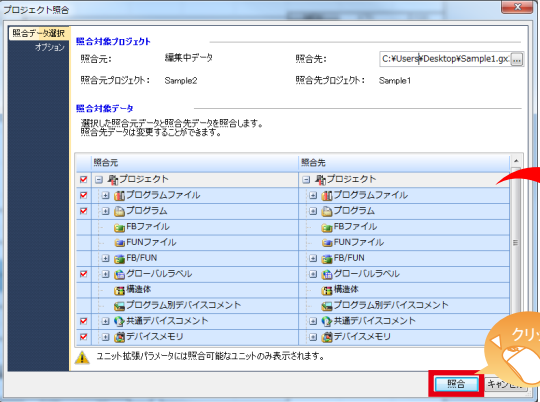 プロジェクト照合
照合データ選択
オプション
照合対象プロジェクト
照合元： 編集中データ 照合先： C:¥Users¥Desktop¥Sample1.gx ...
照合元プロジェクト： Sample2 照合先プロジェクト： Sample1
照合対象データ
選択した照合元データと照合先データを照合します。
照合先データは変更することができます。
照合元 照合先
プロジェクト プロジェクト
プログラムファイル プログラムファイル
プログラム プログラム
FBファイル FBファイル
FUNファイル FUNファイル
FB/FUN FB/FUN
グローバルラベル グローバルラベル
構造体 構造体
プログラム別デバイスコメント プログラム別デバイスコメント
共通デバイスコメント 共通デバイスコメント
デバイスメモリ デバイスメモリ
ユニット拡張パラメータには照合可能なユニットのみ表示されます。
クリッ
照合